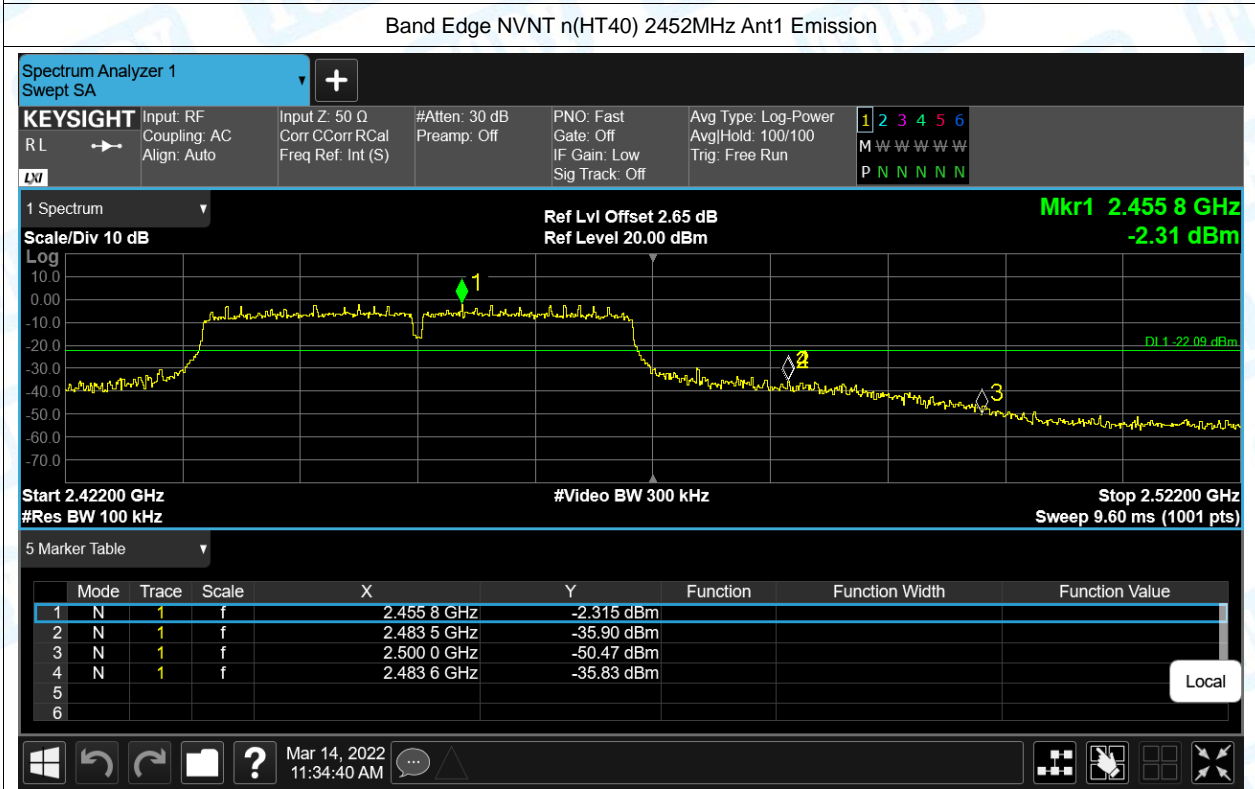 Band Edge NVNT n(HT40) 2452MHz Ant1 Emission
Spectrum Analyzer 1
Swept SA
+
KEYSIGHT Input: RF Input Z: 50 Ω #Atten: 30 dB PNO: Fast Avg Type: Log-Power 1 2 3 4 5 6
R L Coupling: AC Corr CCorr RCal Preamp: Off Gate: Off Avg|Hold: 100/100 M W W W W W
Align: Auto Freq Ref: Int (S) IF Gain: Low Trig: Free Run
LXI Sig Track: Off P N N N N N
1 Spectrum Ref Lvl Offset 2.65 dB Mkr1 2.455 8 GHz
Scale/Div 10 dB Ref Level 20.00 dBm -2.31 dBm
Log
10.0
0.00
-10.0
-20.0
-30.0
-40.0
-50.0
-60.0
-70.0
1
DL1 -22.09 dBm
2
3
Start 2.42200 GHz #Video BW 300 kHz Stop 2.52200 GHz
#Res BW 100 kHz Sweep 9.60 ms (1001 pts)
5 Marker Table
Mode Trace Scale X Y Function Function Width Function Value
1 N 1 f 2.455 8 GHz -2.315 dBm
2 N 1 f 2.483 5 GHz -35.90 dBm
3 N 1 f 2.500 0 GHz -50.47 dBm
4 N 1 f 2.483 6 GHz -35.83 dBm
5
6
Local
? Mar 14, 2022
11:34:40 AM